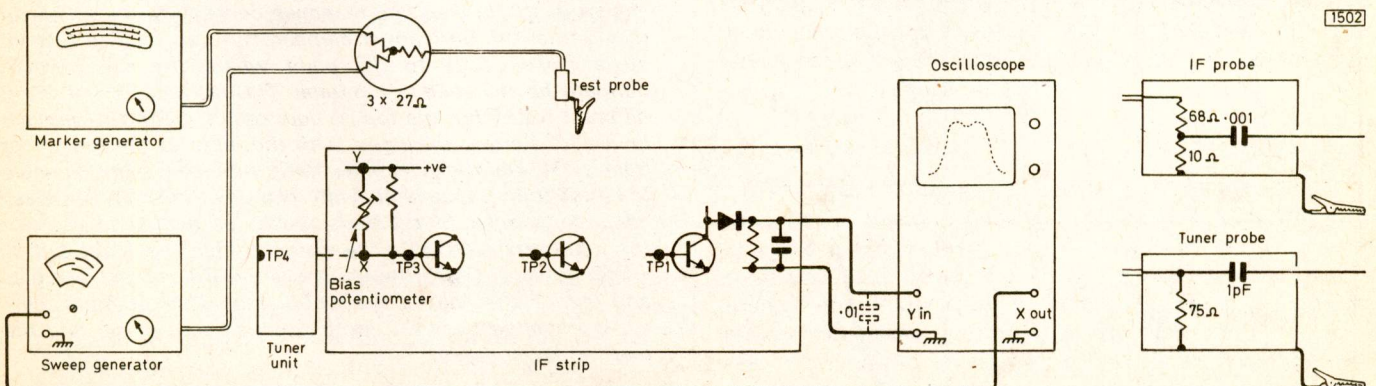 1502
Oscilloscope
IF probe
Test probe
3 x 27Ω
68Ω ·001
10 Ω
Marker generator
Y
+ve
Tuner probe
TP4
X
TP3
TP2
TP1
Bias
potentiometer
1pF
75Ω
·01
Y in
X out
Sweep generator
Tuner
unit
IF strip